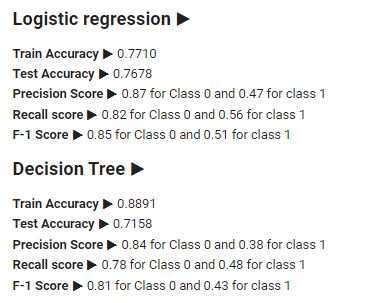 Logistic regression ▶
Train Accuracy ▶ 0.7710
Test Accuracy ▶ 0.7678
Precision Score ▶ 0.87 for Class 0 and 0.47 for class 1
Recall score ▶ 0.82 for Class 0 and 0.56 for class 1
F-1 Score ▶ 0.85 for Class 0 and 0.51 for class 1
Decision Tree ▶
Train Accuracy ▶ 0.8891
Test Accuracy ▶ 0.7158
Precision Score ▶ 0.84 for Class 0 and 0.38 for class 1
Recall score ▶ 0.78 for Class 0 and 0.48 for class 1
F-1 Score ▶ 0.81 for Class 0 and 0.43 for class 1